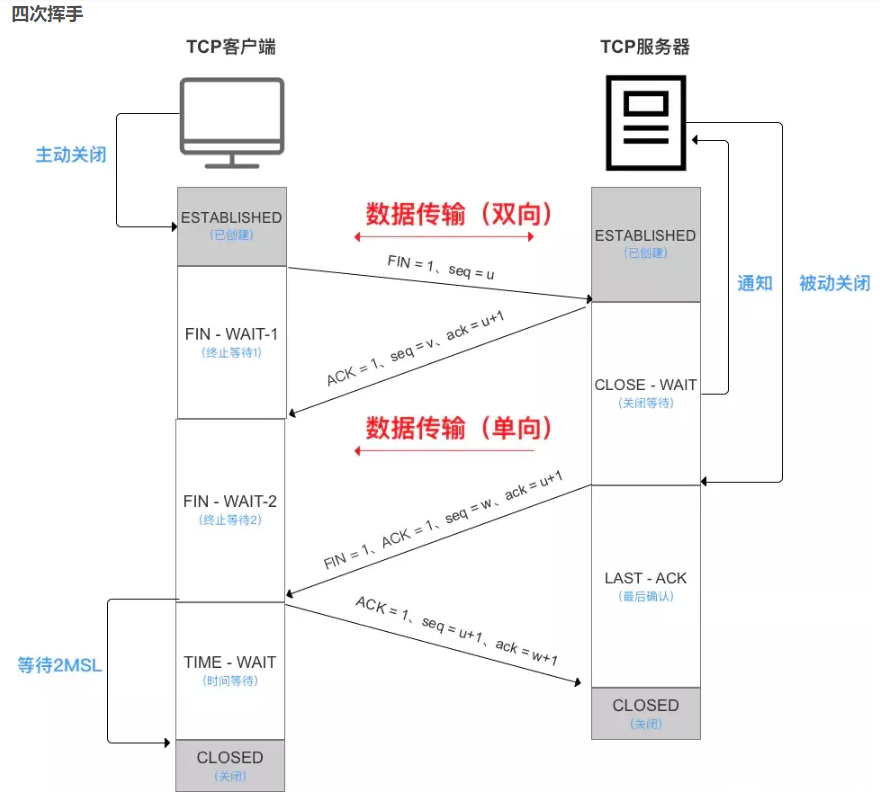 四次挥手
TCP客户端
TCP服务器
主动关闭
ESTABLISHED
(已创建)
数据传输（双向）
ESTABLISHED
(已创建)
FIN = 1、seq = u
通知
被动关闭
FIN - WAIT-1
(终止等待1)
ACK = 1、seq = v、ack = u+1
CLOSE - WAIT
(关闭等待)
数据传输（单向）
FIN - WAIT-2
(终止等待2)
FIN = 1、ACK = 1、seq = w、ack = u+1
LAST - ACK
(最后确认)
ACK = 1、seq = u+1、ack = w+1
等待2MSL
TIME - WAIT
(时间等待)
CLOSED
(关闭)
CLOSED
(关闭)